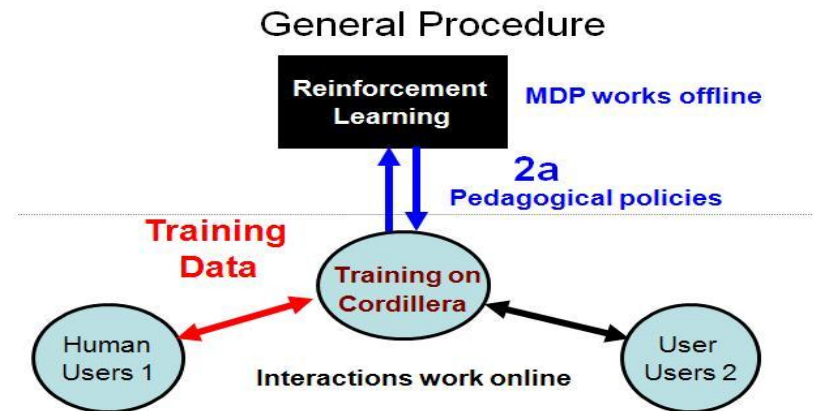 General Procedure
Reinforcement
Learning
MDP works offline
2a
Pedagogical policies
Training
Data
Training on
Cordillera
Human
Users 1
Interactions work online
User
Users 2